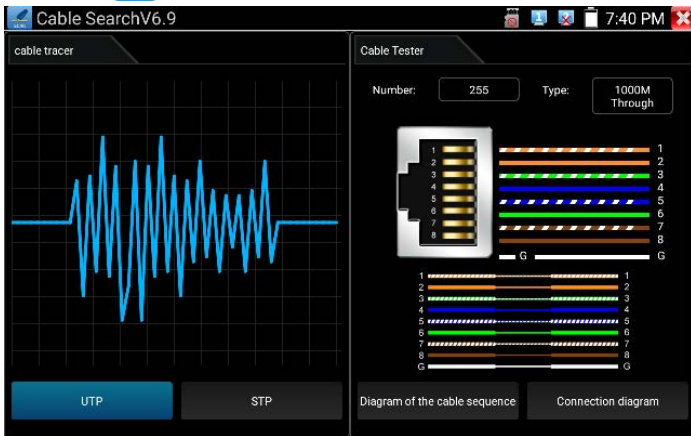 Cable SearchV6.9
7:40 PM
cable tracer
Cable Tester
Number:
255
Type:
1000M
Through
1
2
3
4
5
6
7
8
1
2
3
4
5
6
7
8
G
G
1
1
2
2
3
3
4
4
5
5
6
6
7
7
8
8
G
G
UTP
STP
Diagram of the cable sequence
Connection diagram